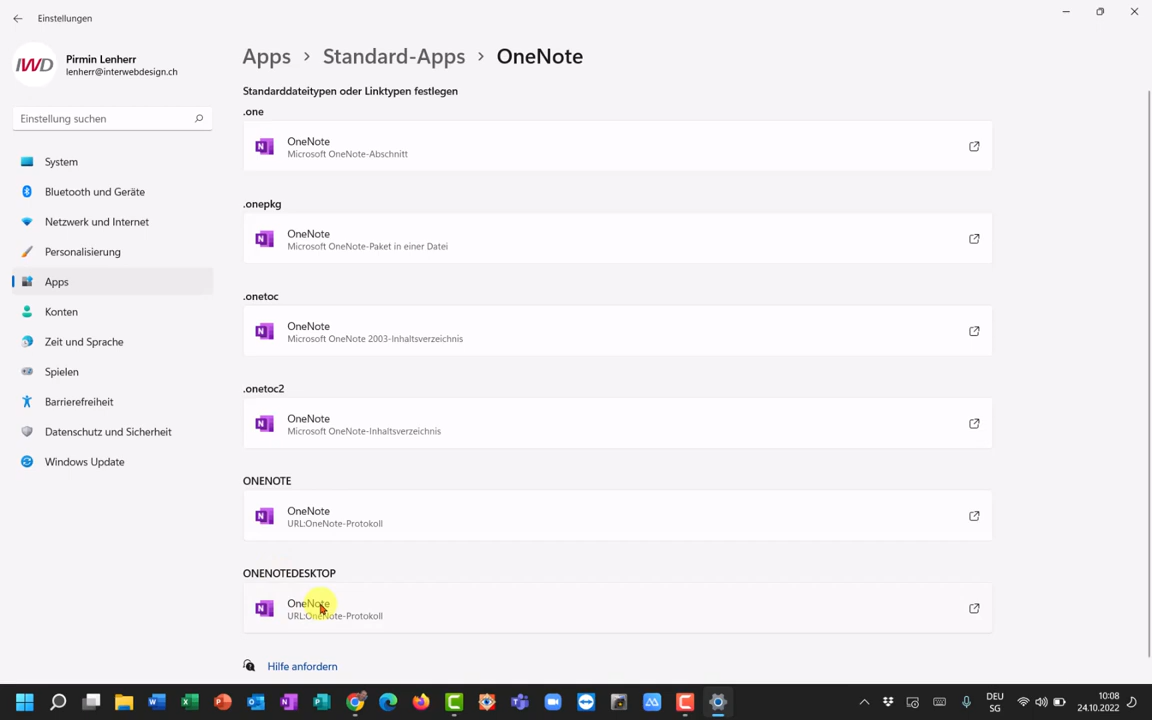 Einstellungen
IWD
Pirmin Lenherr
lenherr@interwebdesign.ch
Einstellung suchen
System
Bluetooth und Geräte
Netzwerk und Internet
Personalisierung
Apps
Konten
Zeit und Sprache
Spielen
Barrierefreiheit
Datenschutz und Sicherheit
Windows Update
Apps > Standard-Apps > OneNote
Standarddateitypen oder Linktypen festlegen
.one
OneNote
Microsoft OneNote-Abschnitt
.onepkg
OneNote
Microsoft OneNote-Paket in einer Datei
.onetoc
OneNote
Microsoft OneNote 2003-Inhaltsverzeichnis
.onetoc2
OneNote
Microsoft OneNote-Inhaltsverzeichnis
ONENOTE
OneNote
URL:OneNote-Protokoll
ONENOTEDESKTOP
OneNote
URL:OneNote-Protokoll
Hilfe anfordern
DEU
SG
10:08
24.10.2022